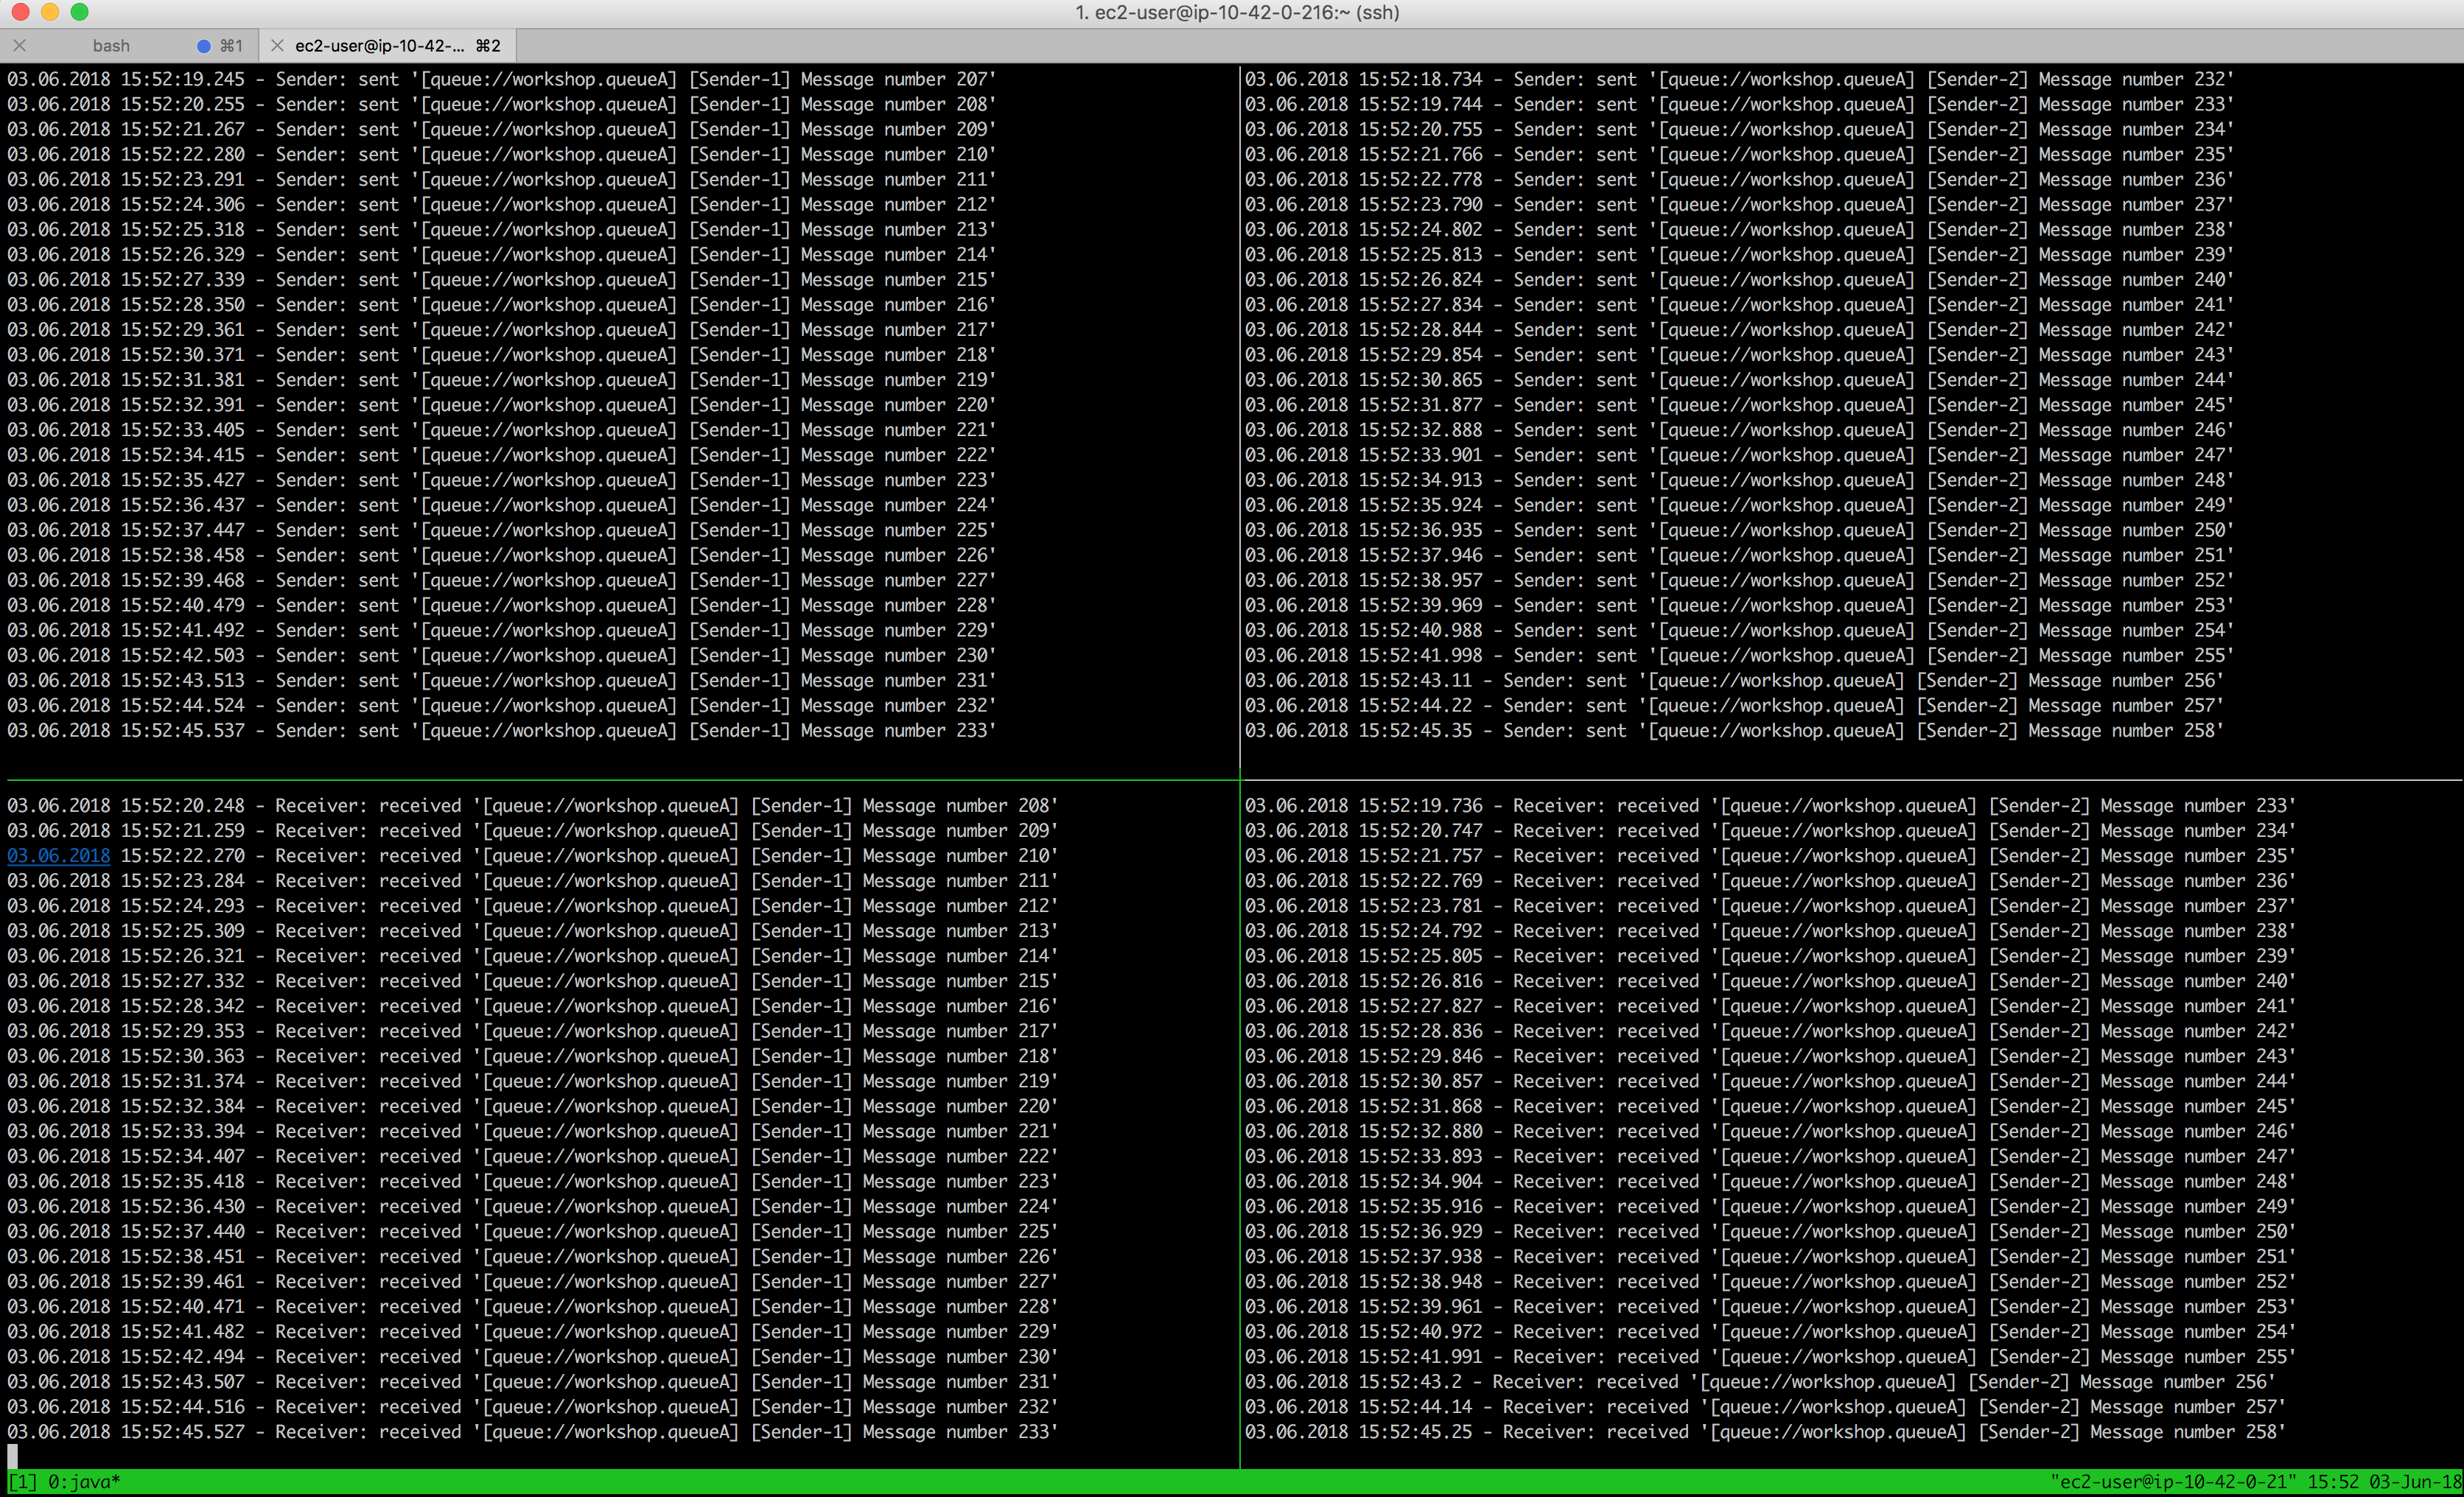 1. ec2-user@ip-10-42-0-216:~ (ssh)
bash ⌘1 ec2-user@ip-10-42-... ⌘2
03.06.2018 15:52:19.245 - Sender: sent '[queue://workshop.queueA] [Sender-1] Message number 207'
03.06.2018 15:52:20.255 - Sender: sent '[queue://workshop.queueA] [Sender-1] Message number 208'
03.06.2018 15:52:21.267 - Sender: sent '[queue://workshop.queueA] [Sender-1] Message number 209'
03.06.2018 15:52:22.280 - Sender: sent '[queue://workshop.queueA] [Sender-1] Message number 210'
03.06.2018 15:52:23.291 - Sender: sent '[queue://workshop.queueA] [Sender-1] Message number 211'
03.06.2018 15:52:24.306 - Sender: sent '[queue://workshop.queueA] [Sender-1] Message number 212'
03.06.2018 15:52:25.318 - Sender: sent '[queue://workshop.queueA] [Sender-1] Message number 213'
03.06.2018 15:52:26.329 - Sender: sent '[queue://workshop.queueA] [Sender-1] Message number 214'
03.06.2018 15:52:27.339 - Sender: sent '[queue://workshop.queueA] [Sender-1] Message number 215'
03.06.2018 15:52:28.350 - Sender: sent '[queue://workshop.queueA] [Sender-1] Message number 216'
03.06.2018 15:52:29.361 - Sender: sent '[queue://workshop.queueA] [Sender-1] Message number 217'
03.06.2018 15:52:30.371 - Sender: sent '[queue://workshop.queueA] [Sender-1] Message number 218'
03.06.2018 15:52:31.381 - Sender: sent '[queue://workshop.queueA] [Sender-1] Message number 219'
03.06.2018 15:52:32.391 - Sender: sent '[queue://workshop.queueA] [Sender-1] Message number 220'
03.06.2018 15:52:33.405 - Sender: sent '[queue://workshop.queueA] [Sender-1] Message number 221'
03.06.2018 15:52:34.415 - Sender: sent '[queue://workshop.queueA] [Sender-1] Message number 222'
03.06.2018 15:52:35.427 - Sender: sent '[queue://workshop.queueA] [Sender-1] Message number 223'
03.06.2018 15:52:36.437 - Sender: sent '[queue://workshop.queueA] [Sender-1] Message number 224'
03.06.2018 15:52:37.447 - Sender: sent '[queue://workshop.queueA] [Sender-1] Message number 225'
03.06.2018 15:52:38.458 - Sender: sent '[queue://workshop.queueA] [Sender-1] Message number 226'
03.06.2018 15:52:39.468 - Sender: sent '[queue://workshop.queueA] [Sender-1] Message number 227'
03.06.2018 15:52:40.479 - Sender: sent '[queue://workshop.queueA] [Sender-1] Message number 228'
03.06.2018 15:52:41.492 - Sender: sent '[queue://workshop.queueA] [Sender-1] Message number 229'
03.06.2018 15:52:42.503 - Sender: sent '[queue://workshop.queueA] [Sender-1] Message number 230'
03.06.2018 15:52:43.513 - Sender: sent '[queue://workshop.queueA] [Sender-1] Message number 231'
03.06.2018 15:52:44.524 - Sender: sent '[queue://workshop.queueA] [Sender-1] Message number 232'
03.06.2018 15:52:45.537 - Sender: sent '[queue://workshop.queueA] [Sender-1] Message number 233'
03.06.2018 15:52:18.734 - Sender: sent '[queue://workshop.queueA] [Sender-2] Message number 232'
03.06.2018 15:52:19.744 - Sender: sent '[queue://workshop.queueA] [Sender-2] Message number 233'
03.06.2018 15:52:20.755 - Sender: sent '[queue://workshop.queueA] [Sender-2] Message number 234'
03.06.2018 15:52:21.766 - Sender: sent '[queue://workshop.queueA] [Sender-2] Message number 235'
03.06.2018 15:52:22.778 - Sender: sent '[queue://workshop.queueA] [Sender-2] Message number 236'
03.06.2018 15:52:23.790 - Sender: sent '[queue://workshop.queueA] [Sender-2] Message number 237'
03.06.2018 15:52:24.802 - Sender: sent '[queue://workshop.queueA] [Sender-2] Message number 238'
03.06.2018 15:52:25.813 - Sender: sent '[queue://workshop.queueA] [Sender-2] Message number 239'
03.06.2018 15:52:26.824 - Sender: sent '[queue://workshop.queueA] [Sender-2] Message number 240'
03.06.2018 15:52:27.834 - Sender: sent '[queue://workshop.queueA] [Sender-2] Message number 241'
03.06.2018 15:52:28.844 - Sender: sent '[queue://workshop.queueA] [Sender-2] Message number 242'
03.06.2018 15:52:29.854 - Sender: sent '[queue://workshop.queueA] [Sender-2] Message number 243'
03.06.2018 15:52:30.865 - Sender: sent '[queue://workshop.queueA] [Sender-2] Message number 244'
03.06.2018 15:52:31.877 - Sender: sent '[queue://workshop.queueA] [Sender-2] Message number 245'
03.06.2018 15:52:32.888 - Sender: sent '[queue://workshop.queueA] [Sender-2] Message number 246'
03.06.2018 15:52:33.901 - Sender: sent '[queue://workshop.queueA] [Sender-2] Message number 247'
03.06.2018 15:52:34.913 - Sender: sent '[queue://workshop.queueA] [Sender-2] Message number 248'
03.06.2018 15:52:35.924 - Sender: sent '[queue://workshop.queueA] [Sender-2] Message number 249'
03.06.2018 15:52:36.935 - Sender: sent '[queue://workshop.queueA] [Sender-2] Message number 250'
03.06.2018 15:52:37.946 - Sender: sent '[queue://workshop.queueA] [Sender-2] Message number 251'
03.06.2018 15:52:38.957 - Sender: sent '[queue://workshop.queueA] [Sender-2] Message number 252'
03.06.2018 15:52:39.969 - Sender: sent '[queue://workshop.queueA] [Sender-2] Message number 253'
03.06.2018 15:52:40.988 - Sender: sent '[queue://workshop.queueA] [Sender-2] Message number 254'
03.06.2018 15:52:41.998 - Sender: sent '[queue://workshop.queueA] [Sender-2] Message number 255'
03.06.2018 15:52:43.11 - Sender: sent '[queue://workshop.queueA] [Sender-2] Message number 256'
03.06.2018 15:52:44.22 - Sender: sent '[queue://workshop.queueA] [Sender-2] Message number 257'
03.06.2018 15:52:45.35 - Sender: sent '[queue://workshop.queueA] [Sender-2] Message number 258'
03.06.2018 15:52:20.248 - Receiver: received '[queue://workshop.queueA] [Sender-1] Message number 208'
03.06.2018 15:52:21.259 - Receiver: received '[queue://workshop.queueA] [Sender-1] Message number 209'
03.06.2018 15:52:22.270 - Receiver: received '[queue://workshop.queueA] [Sender-1] Message number 210'
03.06.2018 15:52:23.284 - Receiver: received '[queue://workshop.queueA] [Sender-1] Message number 211'
03.06.2018 15:52:24.293 - Receiver: received '[queue://workshop.queueA] [Sender-1] Message number 212'
03.06.2018 15:52:25.309 - Receiver: received '[queue://workshop.queueA] [Sender-1] Message number 213'
03.06.2018 15:52:26.321 - Receiver: received '[queue://workshop.queueA] [Sender-1] Message number 214'
03.06.2018 15:52:27.332 - Receiver: received '[queue://workshop.queueA] [Sender-1] Message number 215'
03.06.2018 15:52:28.342 - Receiver: received '[queue://workshop.queueA] [Sender-1] Message number 216'
03.06.2018 15:52:29.353 - Receiver: received '[queue://workshop.queueA] [Sender-1] Message number 217'
03.06.2018 15:52:30.363 - Receiver: received '[queue://workshop.queueA] [Sender-1] Message number 218'
03.06.2018 15:52:31.374 - Receiver: received '[queue://workshop.queueA] [Sender-1] Message number 219'
03.06.2018 15:52:32.384 - Receiver: received '[queue://workshop.queueA] [Sender-1] Message number 220'
03.06.2018 15:52:33.394 - Receiver: received '[queue://workshop.queueA] [Sender-1] Message number 221'
03.06.2018 15:52:34.407 - Receiver: received '[queue://workshop.queueA] [Sender-1] Message number 222'
03.06.2018 15:52:35.418 - Receiver: received '[queue://workshop.queueA] [Sender-1] Message number 223'
03.06.2018 15:52:36.430 - Receiver: received '[queue://workshop.queueA] [Sender-1] Message number 224'
03.06.2018 15:52:37.440 - Receiver: received '[queue://workshop.queueA] [Sender-1] Message number 225'
03.06.2018 15:52:38.451 - Receiver: received '[queue://workshop.queueA] [Sender-1] Message number 226'
03.06.2018 15:52:39.461 - Receiver: received '[queue://workshop.queueA] [Sender-1] Message number 227'
03.06.2018 15:52:40.471 - Receiver: received '[queue://workshop.queueA] [Sender-1] Message number 228'
03.06.2018 15:52:41.482 - Receiver: received '[queue://workshop.queueA] [Sender-1] Message number 229'
03.06.2018 15:52:42.494 - Receiver: received '[queue://workshop.queueA] [Sender-1] Message number 230'
03.06.2018 15:52:43.507 - Receiver: received '[queue://workshop.queueA] [Sender-1] Message number 231'
03.06.2018 15:52:44.516 - Receiver: received '[queue://workshop.queueA] [Sender-1] Message number 232'
03.06.2018 15:52:45.527 - Receiver: received '[queue://workshop.queueA] [Sender-1] Message number 233'
03.06.2018 15:52:19.736 - Receiver: received '[queue://workshop.queueA] [Sender-2] Message number 233'
03.06.2018 15:52:20.747 - Receiver: received '[queue://workshop.queueA] [Sender-2] Message number 234'
03.06.2018 15:52:21.757 - Receiver: received '[queue://workshop.queueA] [Sender-2] Message number 235'
03.06.2018 15:52:22.769 - Receiver: received '[queue://workshop.queueA] [Sender-2] Message number 236'
03.06.2018 15:52:23.781 - Receiver: received '[queue://workshop.queueA] [Sender-2] Message number 237'
03.06.2018 15:52:24.792 - Receiver: received '[queue://workshop.queueA] [Sender-2] Message number 238'
03.06.2018 15:52:25.805 - Receiver: received '[queue://workshop.queueA] [Sender-2] Message number 239'
03.06.2018 15:52:26.816 - Receiver: received '[queue://workshop.queueA] [Sender-2] Message number 240'
03.06.2018 15:52:27.827 - Receiver: received '[queue://workshop.queueA] [Sender-2] Message number 241'
03.06.2018 15:52:28.836 - Receiver: received '[queue://workshop.queueA] [Sender-2] Message number 242'
03.06.2018 15:52:29.846 - Receiver: received '[queue://workshop.queueA] [Sender-2] Message number 243'
03.06.2018 15:52:30.857 - Receiver: received '[queue://workshop.queueA] [Sender-2] Message number 244'
03.06.2018 15:52:31.868 - Receiver: received '[queue://workshop.queueA] [Sender-2] Message number 245'
03.06.2018 15:52:32.880 - Receiver: received '[queue://workshop.queueA] [Sender-2] Message number 246'
03.06.2018 15:52:33.893 - Receiver: received '[queue://workshop.queueA] [Sender-2] Message number 247'
03.06.2018 15:52:34.904 - Receiver: received '[queue://workshop.queueA] [Sender-2] Message number 248'
03.06.2018 15:52:35.916 - Receiver: received '[queue://workshop.queueA] [Sender-2] Message number 249'
03.06.2018 15:52:36.929 - Receiver: received '[queue://workshop.queueA] [Sender-2] Message number 250'
03.06.2018 15:52:37.938 - Receiver: received '[queue://workshop.queueA] [Sender-2] Message number 251'
03.06.2018 15:52:38.948 - Receiver: received '[queue://workshop.queueA] [Sender-2] Message number 252'
03.06.2018 15:52:39.961 - Receiver: received '[queue://workshop.queueA] [Sender-2] Message number 253'
03.06.2018 15:52:40.972 - Receiver: received '[queue://workshop.queueA] [Sender-2] Message number 254'
03.06.2018 15:52:41.991 - Receiver: received '[queue://workshop.queueA] [Sender-2] Message number 255'
03.06.2018 15:52:43.2 - Receiver: received '[queue://workshop.queueA] [Sender-2] Message number 256'
03.06.2018 15:52:44.14 - Receiver: received '[queue://workshop.queueA] [Sender-2] Message number 257'
03.06.2018 15:52:45.25 - Receiver: received '[queue://workshop.queueA] [Sender-2] Message number 258'
[1] 0:java* "ec2-user@ip-10-42-0-21" 15:52 03-Jun-18